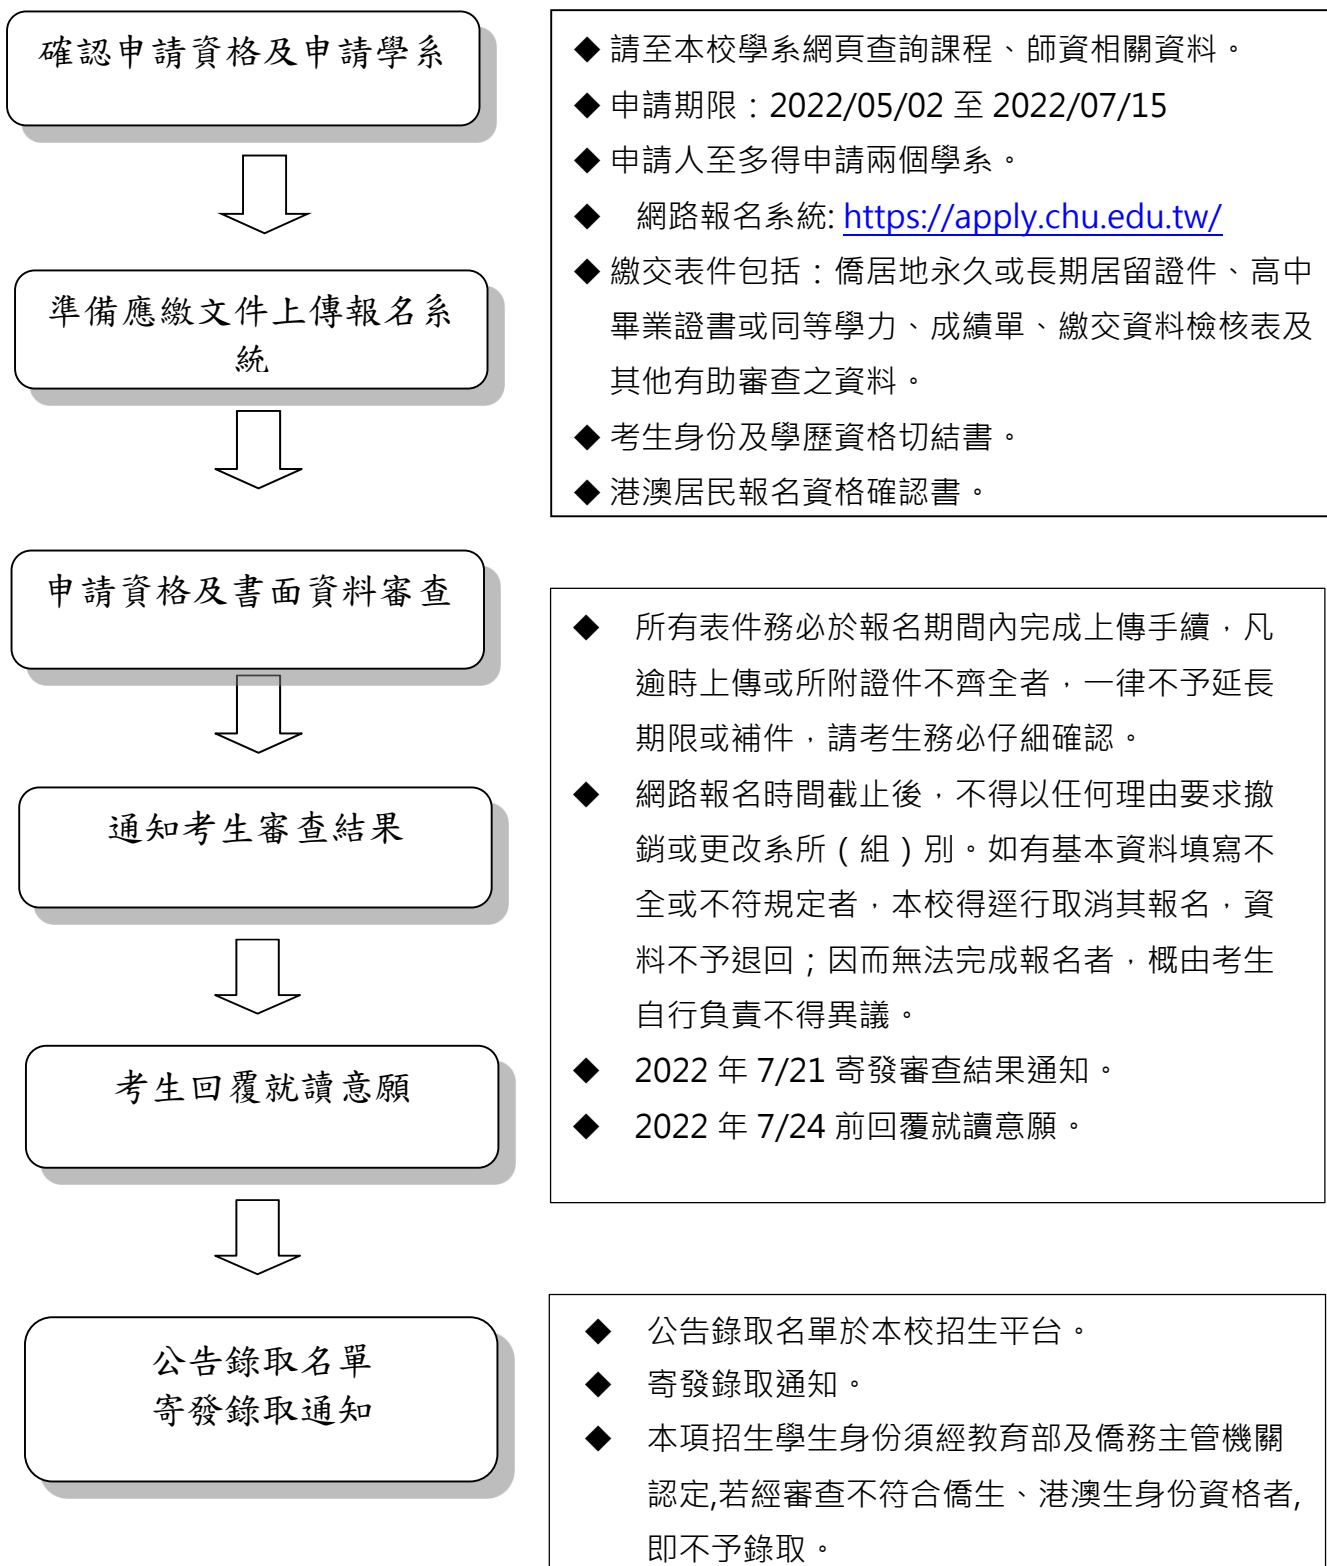 確認申請資格及申請學系
準備應繳文件上傳報名系
統
申請資格及書面資料審查
通知考生審查結果
考生回覆就讀意願
公告錄取名單
寄發錄取通知
◆ 請至本校學系網頁查詢課程、師資相關資料。
◆ 申請期限：2022/05/02 至 2022/07/15
◆ 申請人至多得申請兩個學系。
◆ 網路報名系統: https://apply.chu.edu.tw/
◆ 繳交表件包括：僑居地永久或長期居留證件、高中
畢業證書或同等學力、成績單、繳交資料檢核表及
其他有助審查之資料。
◆ 考生身份及學歷資格切結書。
◆ 港澳居民報名資格確認書。
◆ 所有表件務必於報名期間內完成上傳手續，凡
逾時上傳或所附證件不齊全者，一律不予延長
期限或補件，請考生務必仔細確認。
◆ 網路報名時間截止後，不得以任何理由要求撤
銷或更改系所（組）別。如有基本資料填寫不
全或不符規定者，本校得逕行取消其報名，資
料不予退回；因而無法完成報名者，概由考生
自行負責不得異議。
◆ 2022 年 7/21 寄發審查結果通知。
◆ 2022 年 7/24 前回覆就讀意願。
◆ 公告錄取名單於本校招生平台。
◆ 寄發錄取通知。
◆ 本項招生學生身份須經教育部及僑務主管機關
認定,若經審查不符合僑生、港澳生身份資格者,
即不予錄取。